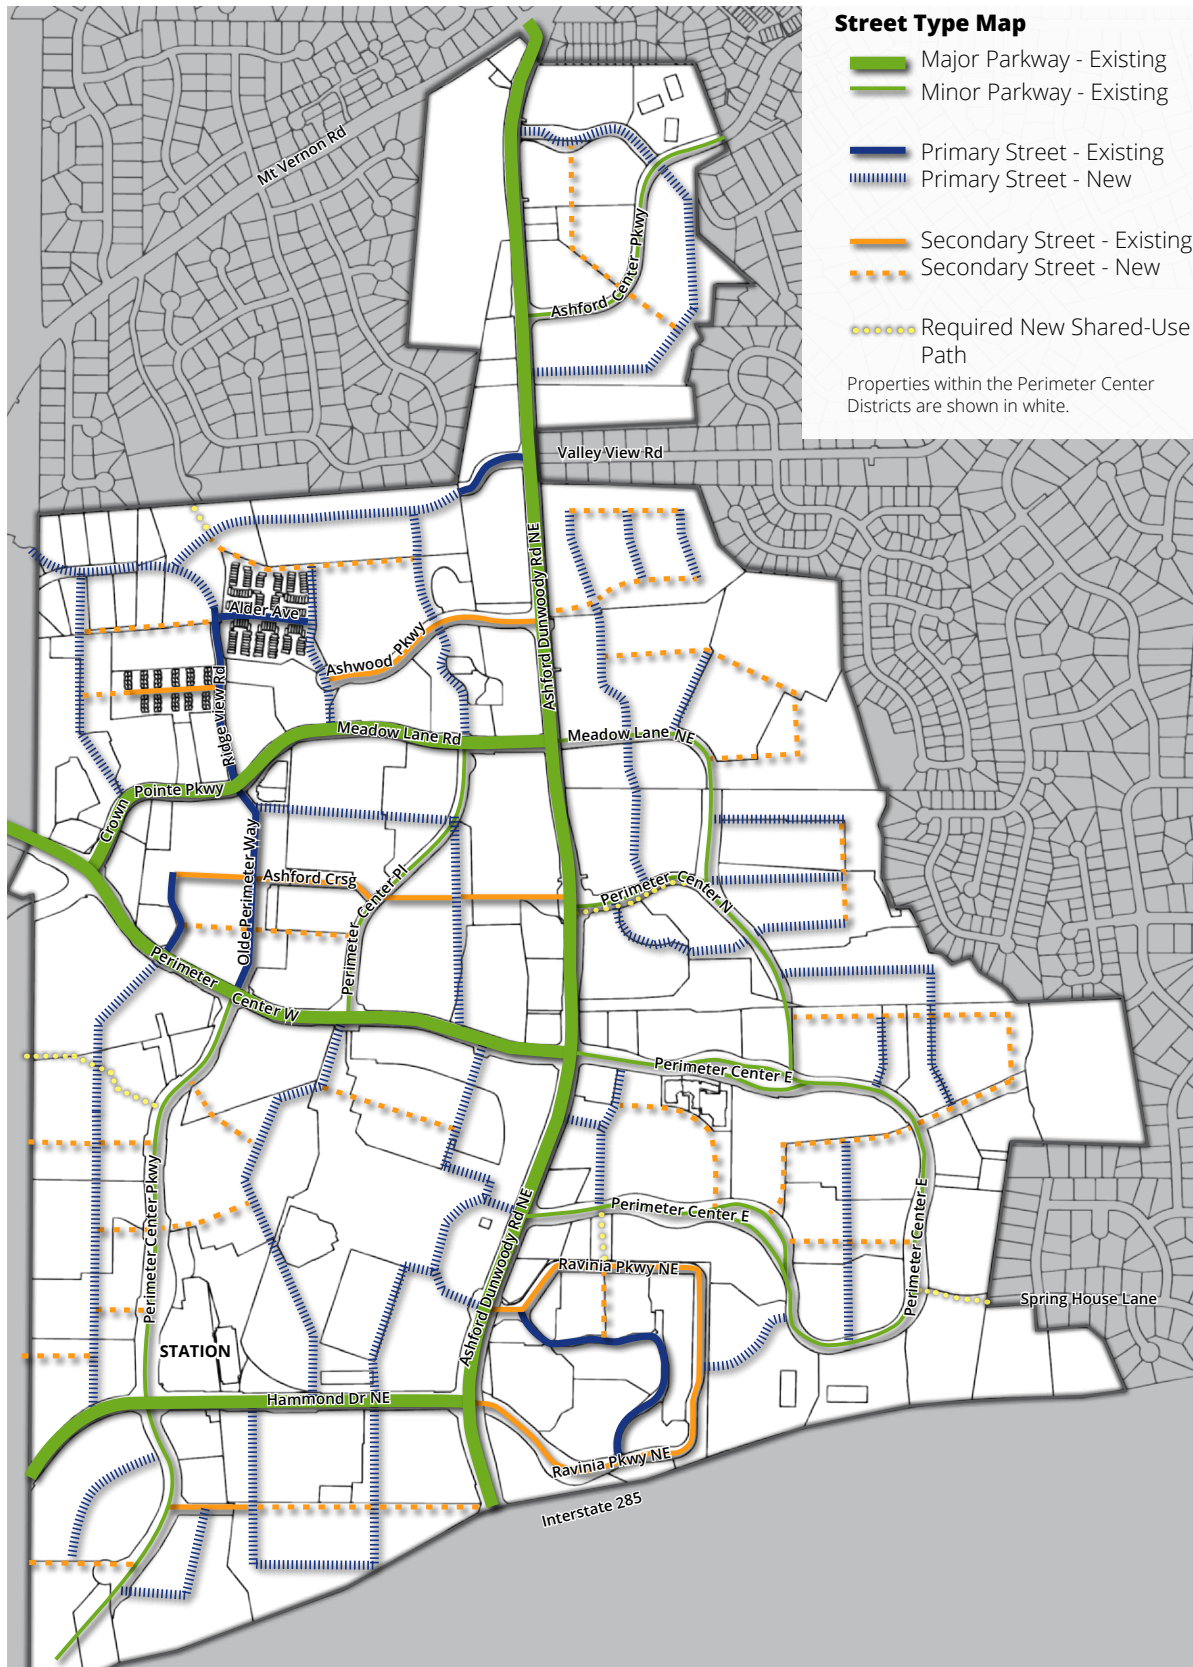 Street Type Map
Major Parkway - Existing
Minor Parkway - Existing
Primary Street - Existing
Primary Street - New
Secondary Street - Existing
Secondary Street - New
Required New Shared-Use
Path
Properties within the Perimeter Center
Districts are shown in white.
Mt Vernon Rd
Ashford Center Pkwy
Valley View Rd
Ashford Dunwoody Rd NE
Alder Ave
Ashwood Pkwy
Ridgeview Rd
Meadow Lane Rd
Meadow Lane NE
Crown Pointe Pkwy
Olde Perimeter Way
Ashford Crsg
Perimeter Center Pl
Perimeter Center N
Perimeter Center W
Perimeter Center E
Perimeter Center Pkwy
Perimeter Center E
Perimeter Center E
Ashford Dunwoody Rd NE
Ravinia Pkwy NE
Spring House Lane
STATION
Hammond Dr NE
Ravinia Pkwy NE
Interstate 285